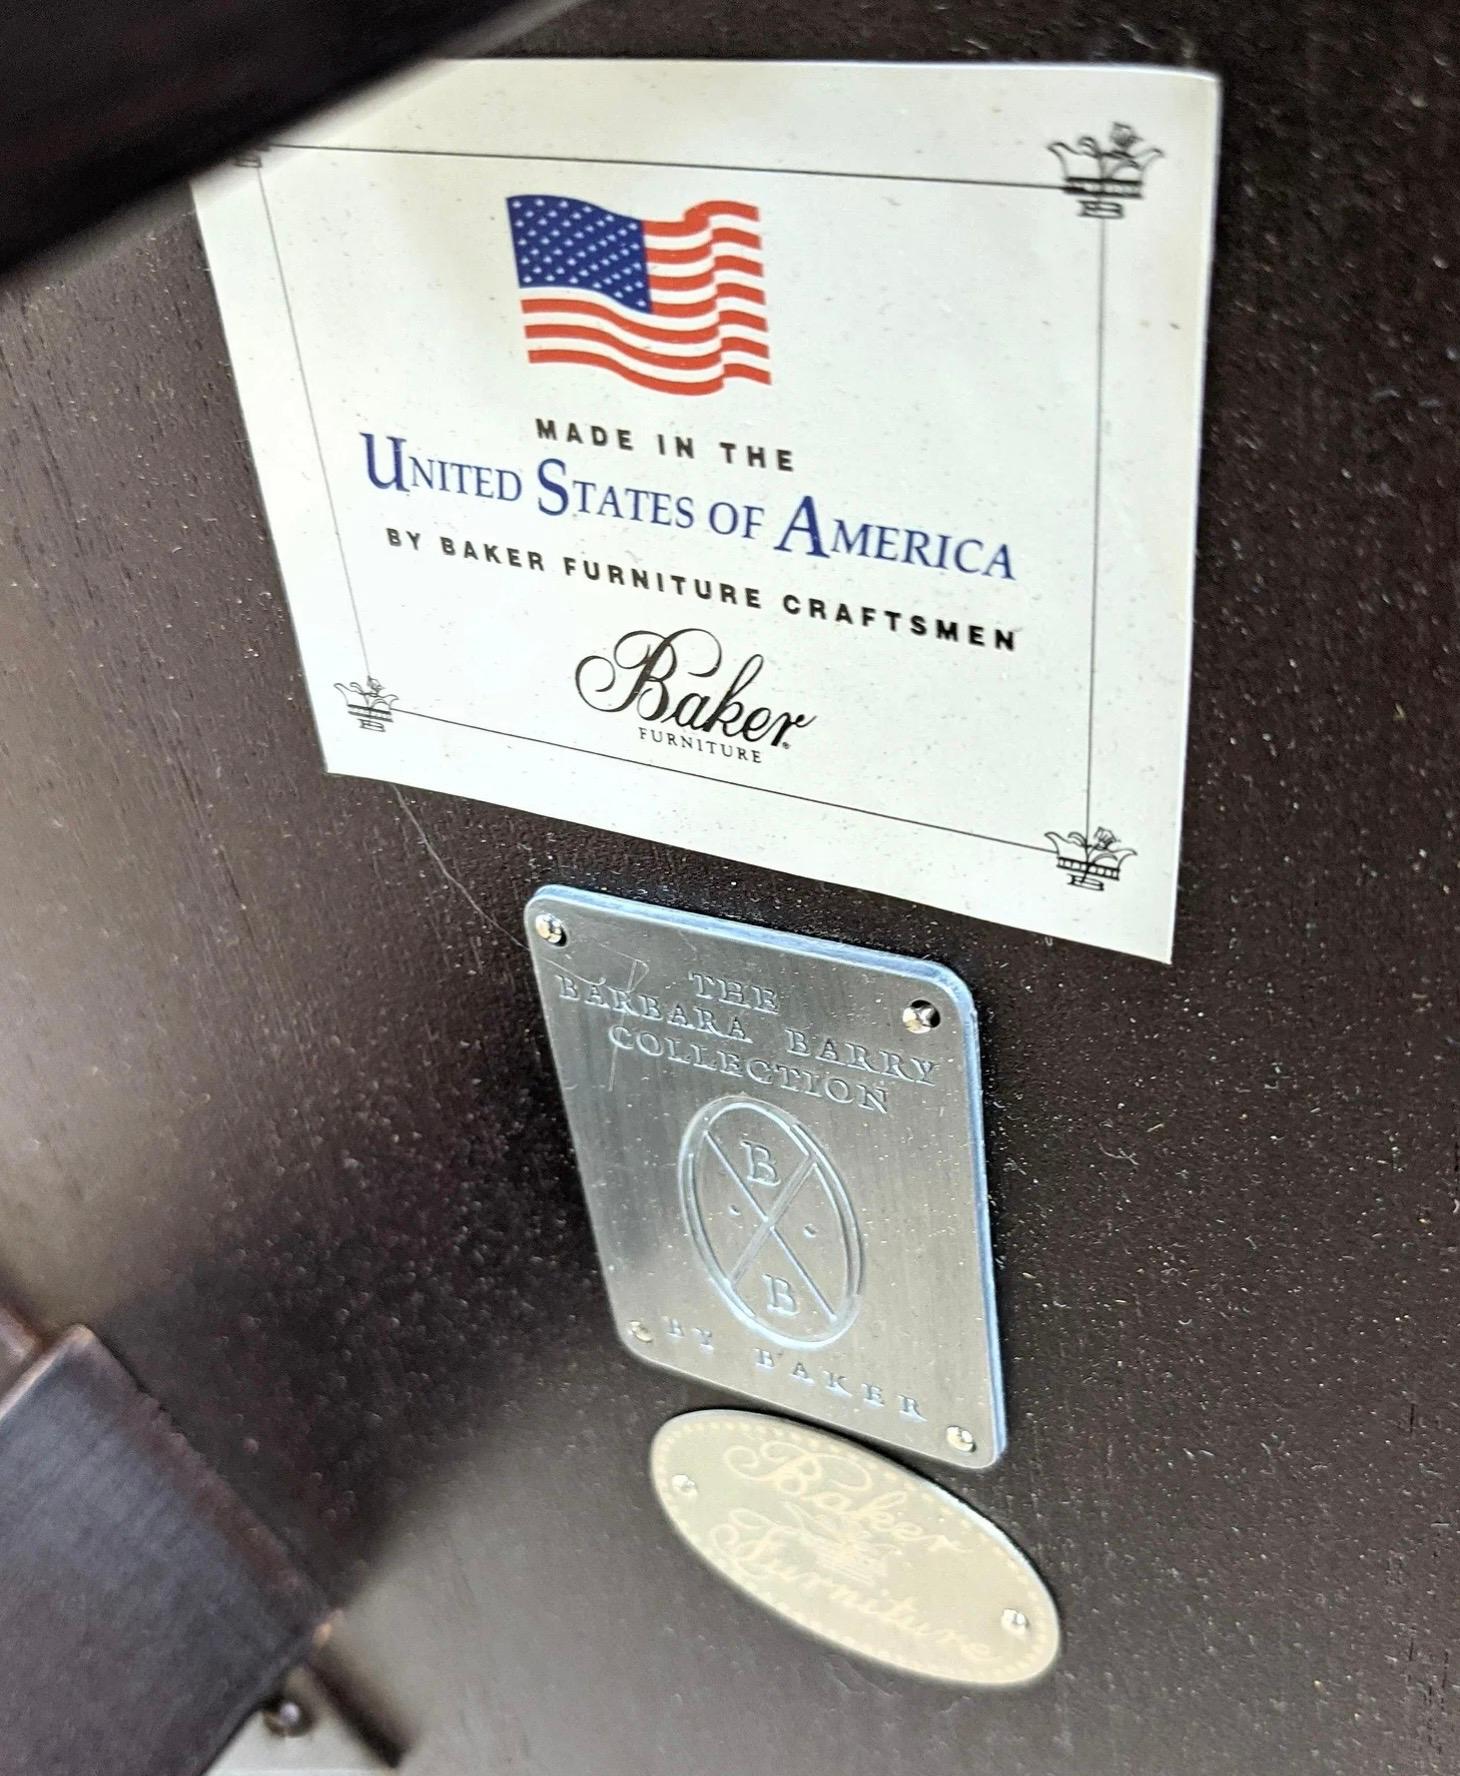 MADE IN THE
UNITED STATES OF AMERICA
BY BAKER FURNITURE CRAFTSMEN
Baker
FURNITURE
THE
BARBARA BARRY
COLLECTION
B
B
BY BAKER
Baker
Furniture